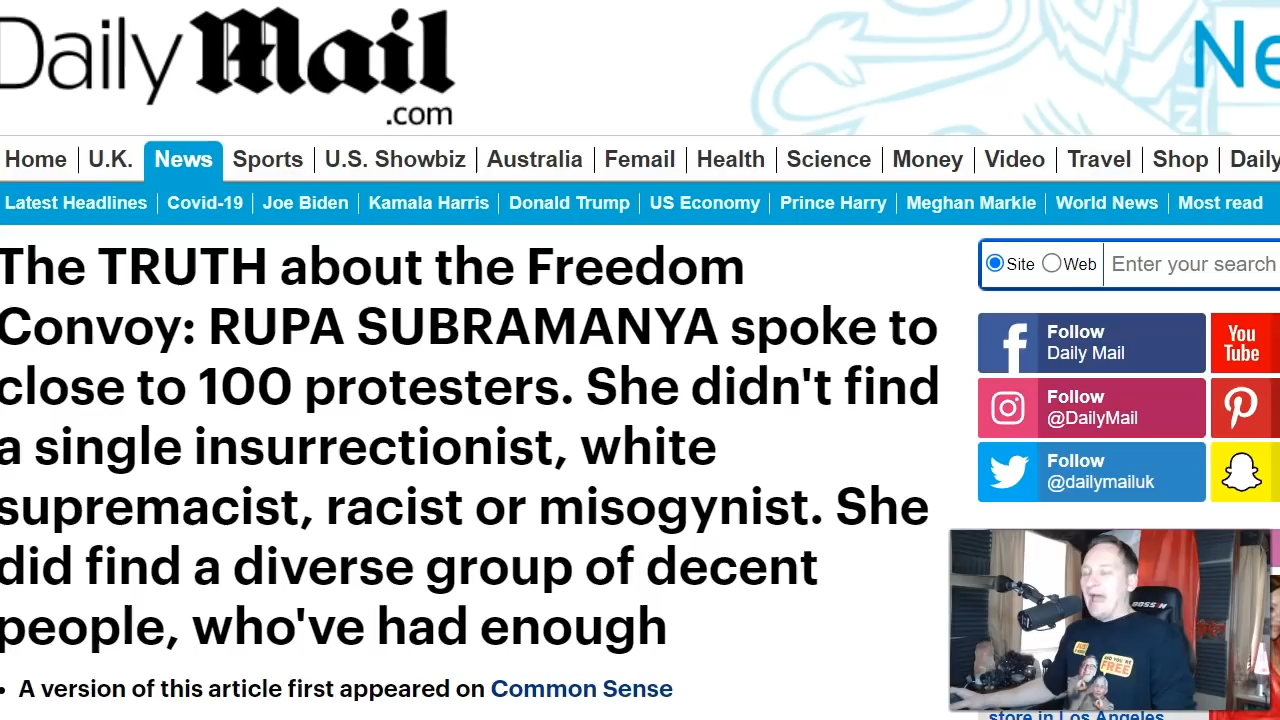 Daily Mail
.com
Ne
Home U.K. News Sports U.S. Showbiz Australia Femail Health Science Money Video Travel Shop Daily
Latest Headlines Covid-19 Joe Biden Kamala Harris Donald Trump US Economy Prince Harry Meghan Markle World News Most read
The TRUTH about the Freedom
Convoy: RUPA SUBRAMANYA spoke to
close to 100 protesters. She didn't find
a single insurrectionist, white
supremacist, racist or misogynist. She
did find a diverse group of decent
people, who've had enough
• A version of this article first appeared on Common Sense
Site Web Enter your search
Follow
Daily Mail
You
Tube
Follow
@DailyMail
Follow
@dailymailuk
BOSSIN
AND YOU'RE
FREE
store in Los Angeles